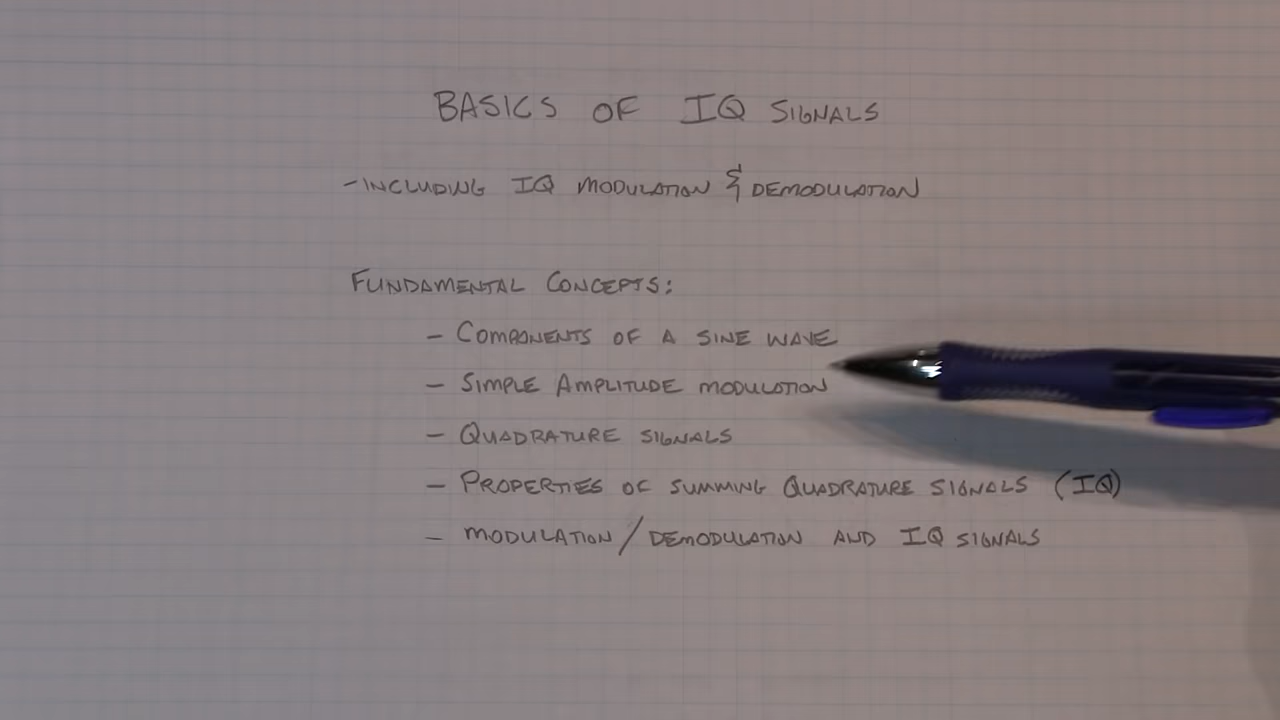 BASICS OF IQ SIGNALS
-INCLUDING IQ MODULATION & DEMODULATION
FUNDAMENTAL CONCEPTS:
- COMPONENTS OF A SINE WAVE
- SIMPLE AMPLITUDE MODULATION
- QUADRATURE SIGNALS
- PROPERTIES OF SUMMING QUADRATURE SIGNALS (IQ)
- MODULATION/DEMODULATION AND IQ SIGNALS